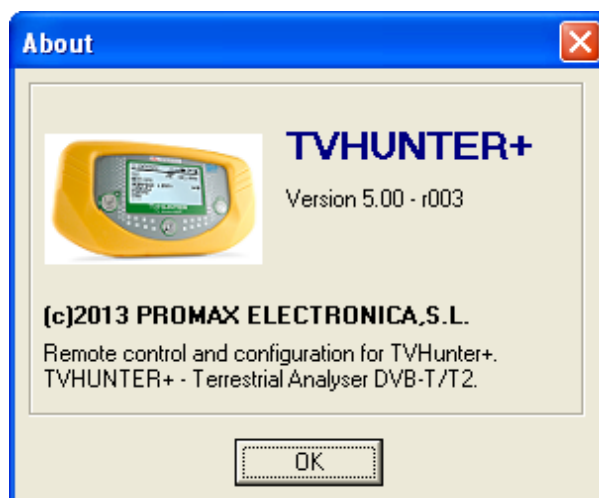 About
TVHUNTER+
Version 5.00 - r003
(c)2013 PROMAX ELECTRONICA,S.L.
Remote control and configuration for TVHunter+.
TVHUNTER+ - Terrestrial Analyser DVB-T/T2.
OK